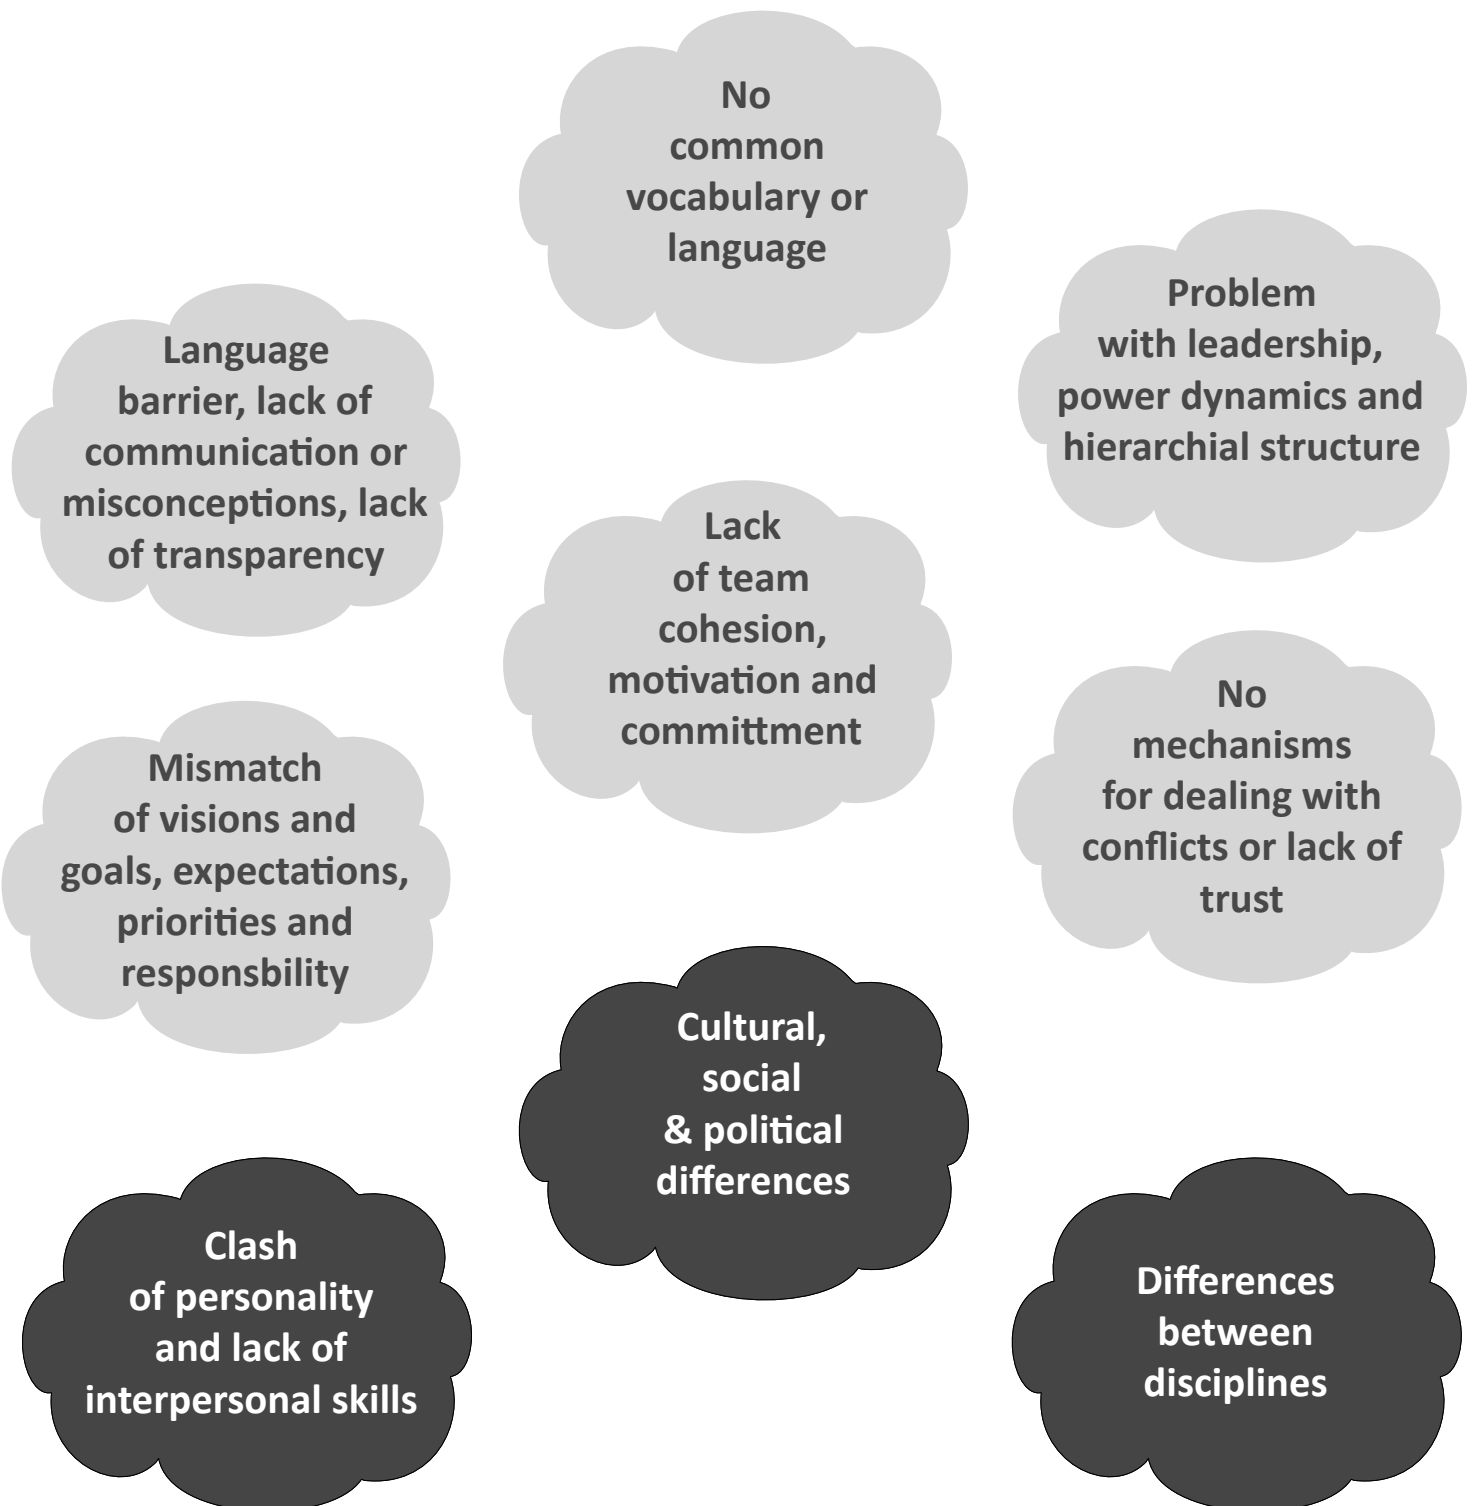 No
common
vocabulary or
language
Problem
with leadership,
power dynamics and
hierarchial structure
Language
barrier, lack of
communication or
misconceptions, lack
of transparency
Lack
of team
cohesion,
motivation and
committment
No
mechanisms
for dealing with
conflicts or lack of
trust
Mismatch
of visions and
goals, expectations,
priorities and
responsbility
Cultural,
social
& political
differences
Clash
of personality
and lack of
interpersonal skills
Differences
between
disciplines